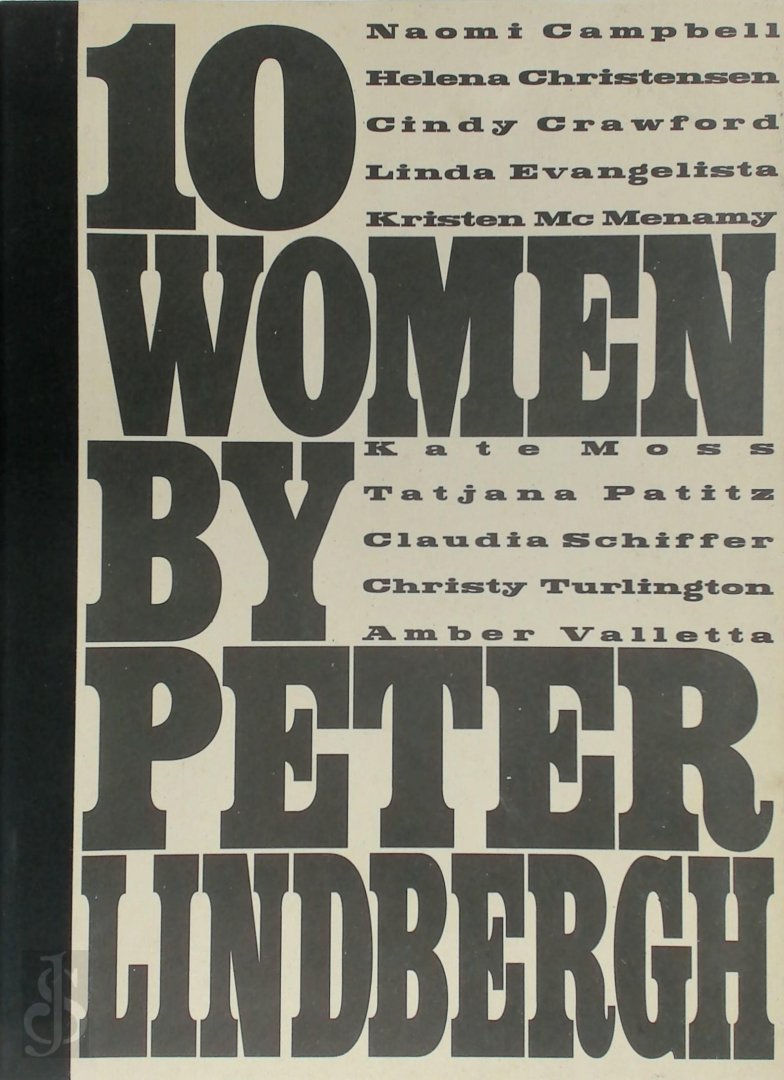 10
Naomi Campbell
Helena Christensen
Cindy Crawford
Linda Evangelista
Kristen Mc Menamy
WOMEN
BY
Kate Moss
Tatjana Patitz
Claudia Schiffer
Christy Turlington
Amber Valletta
PETER
LINDBERGH